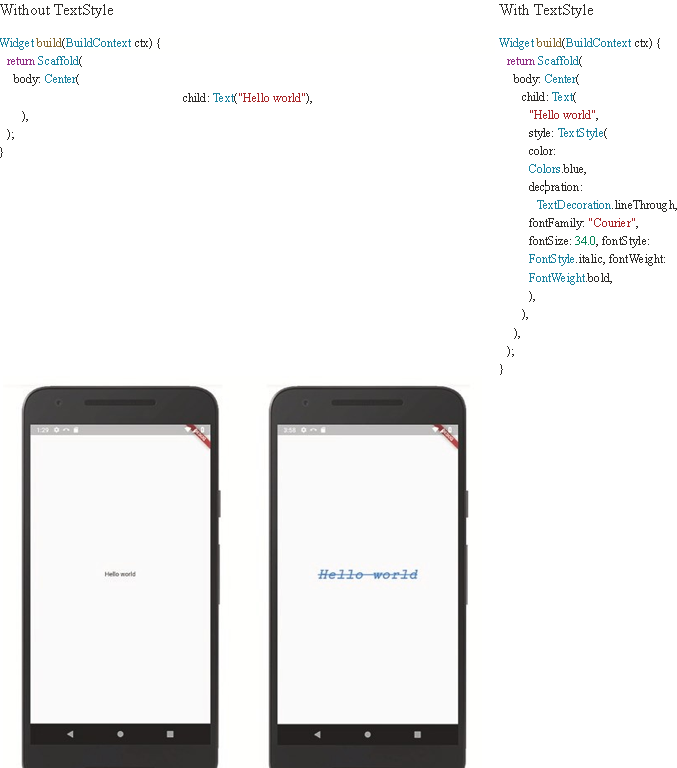 Without TextStyle
Widget build(BuildContext ctx) {
return Scaffold(
body: Center(
child: Text("Hello world"),
),
);
}
With TextStyle
Widget build(BuildContext ctx) {
return Scaffold(
body: Center(
child: Text(
"Hello world",
style: TextStyle(
color:
Colors.blue,
decoration:
TextDecoration.lineThrough,
fontFamily: "Courier",
fontSize: 34.0, fontStyle:
FontStyle.italic, fontWeight:
FontWeight.bold,
),
),
),
);
}
1:29
Hello world
3:56
Hello world